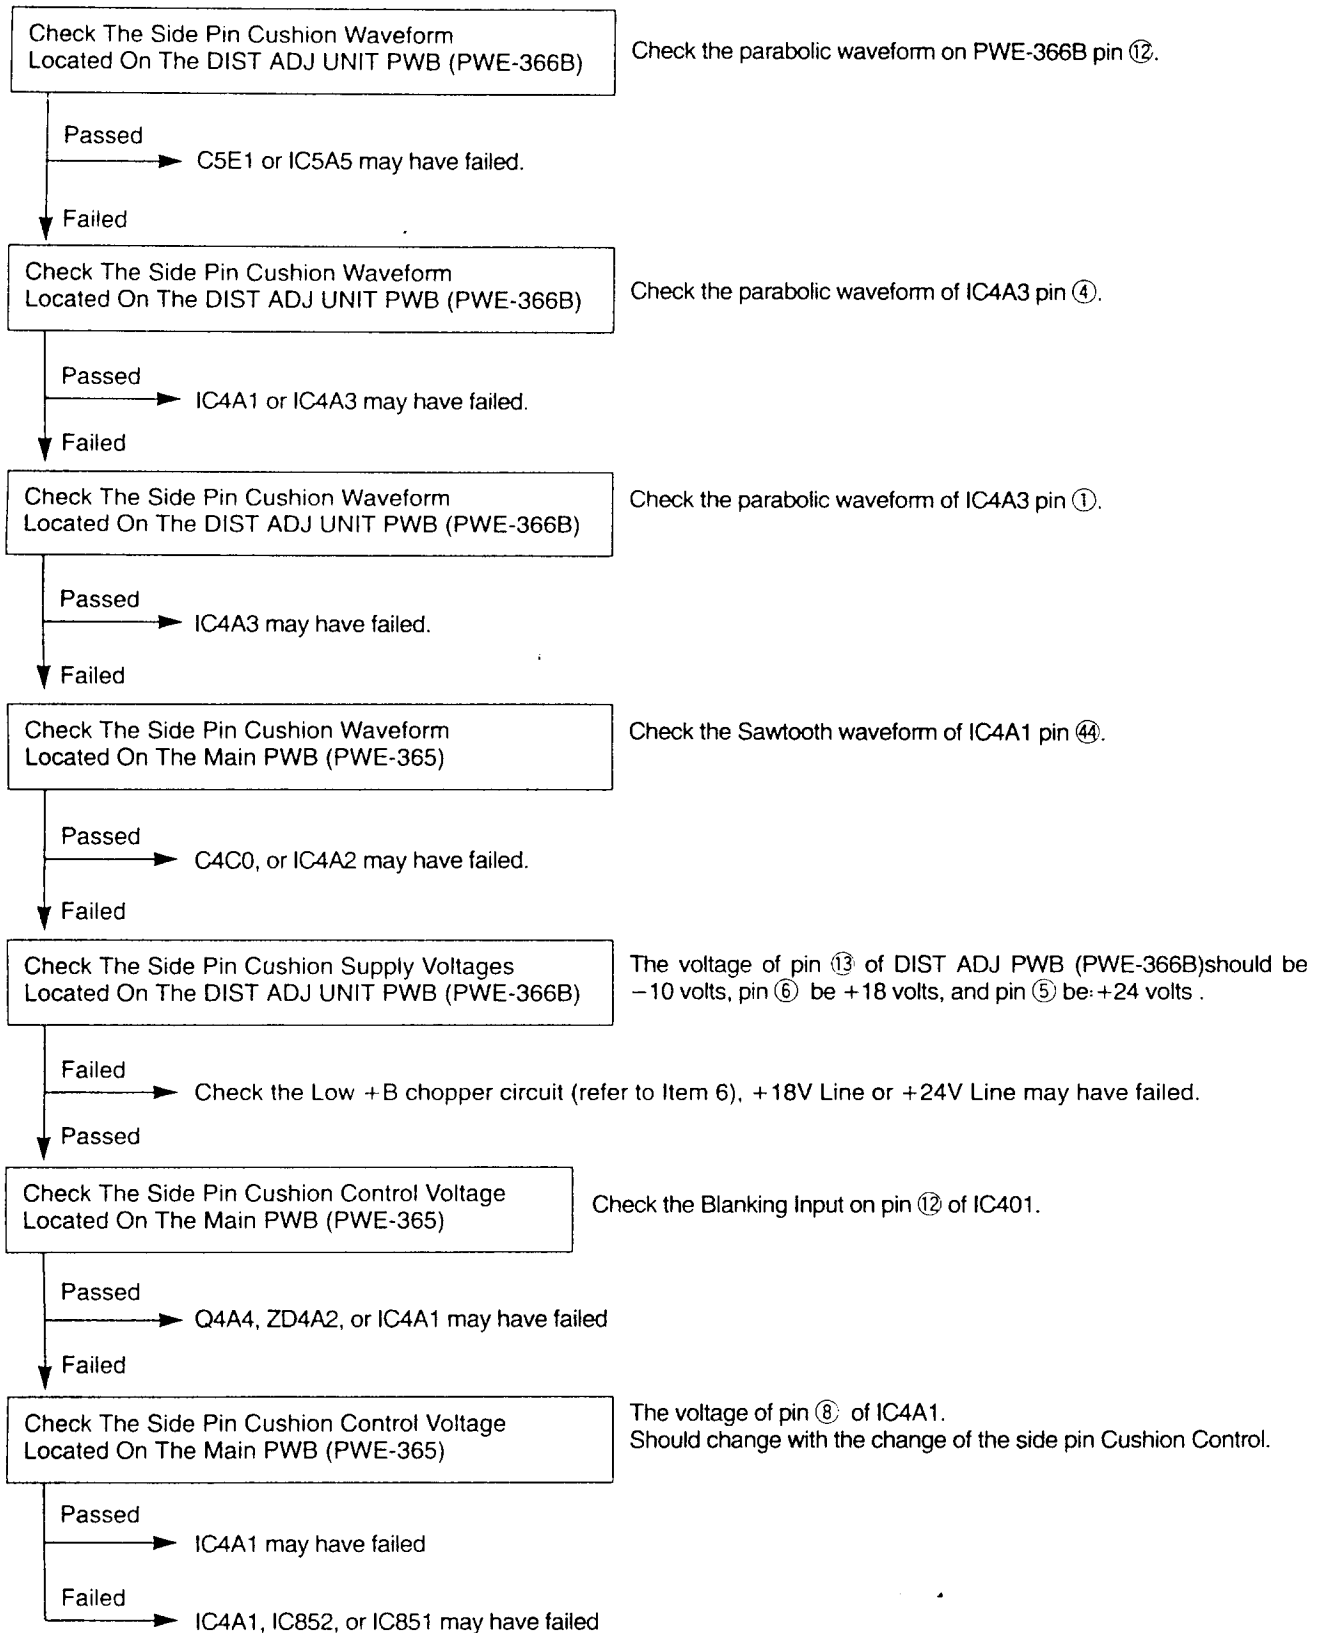 Check The Side Pin Cushion Waveform
Located On The DIST ADJ UNIT PWB (PWE-366B)
Check the parabolic waveform on PWE-366B pin ⑫.
Passed
C5E1 or IC5A5 may have failed.
Failed
Check The Side Pin Cushion Waveform
Located On The DIST ADJ UNIT PWB (PWE-366B)
Check the parabolic waveform of IC4A3 pin ④.
Passed
IC4A1 or IC4A3 may have failed.
Failed
Check The Side Pin Cushion Waveform
Located On The DIST ADJ UNIT PWB (PWE-366B)
Check the parabolic waveform of IC4A3 pin ①.
Passed
IC4A3 may have failed.
Failed
Check The Side Pin Cushion Waveform
Located On The Main PWB (PWE-365)
Check the Sawtooth waveform of IC4A1 pin ㊹.
Passed
C4C0, or IC4A2 may have failed.
Failed
Check The Side Pin Cushion Supply Voltages
Located On The DIST ADJ UNIT PWB (PWE-366B)
The voltage of pin ⑬ of DIST ADJ PWB (PWE-366B)should be
−10 volts, pin ⑥ be +18 volts, and pin ⑤ be +24 volts .
Failed
Check the Low +B chopper circuit (refer to Item 6), +18V Line or +24V Line may have failed.
Passed
Check The Side Pin Cushion Control Voltage
Located On The Main PWB (PWE-365)
Check the Blanking Input on pin ⑫ of IC401.
Passed
Q4A4, ZD4A2, or IC4A1 may have failed
Failed
Check The Side Pin Cushion Control Voltage
Located On The Main PWB (PWE-365)
The voltage of pin ⑧ of IC4A1.
Should change with the change of the side pin Cushion Control.
Passed
IC4A1 may have failed
Failed
IC4A1, IC852, or IC851 may have failed